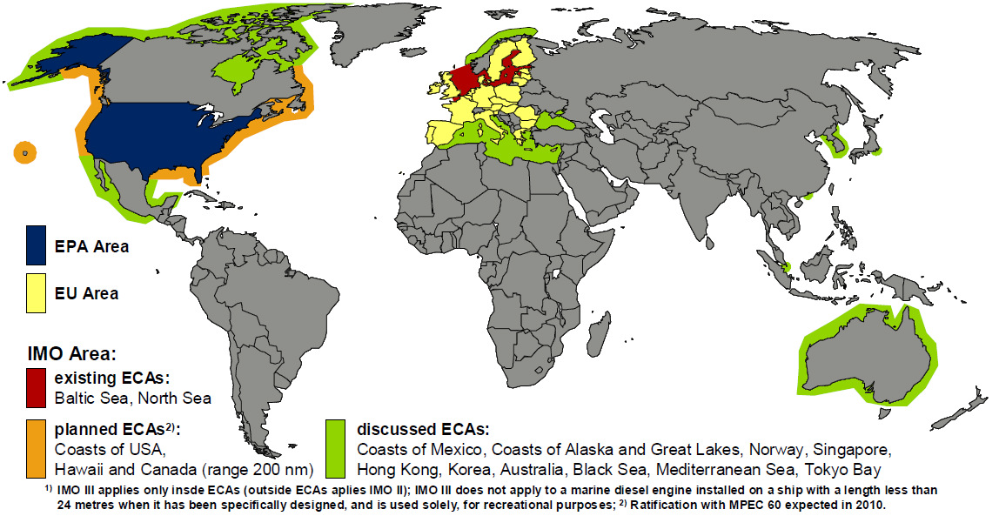 EPA Area
EU Area
IMO Area:
existing ECAs:
Baltic Sea, North Sea
planned ECAs2):
Coasts of USA,
Hawaii and Canada (range 200 nm)
discussed ECAs:
Coasts of Mexico, Coasts of Alaska and Great Lakes, Norway, Singapore,
Hong Kong, Korea, Australia, Black Sea, Mediterranean Sea, Tokyo Bay
1) IMO III applies only insde ECAs (outside ECAs aplies IMO II); IMO III does not apply to a marine diesel engine installed on a ship with a length less than
24 metres when it has been specifically designed, and is used solely, for recreational purposes; 2) Ratification with MPEC 60 expected in 2010.